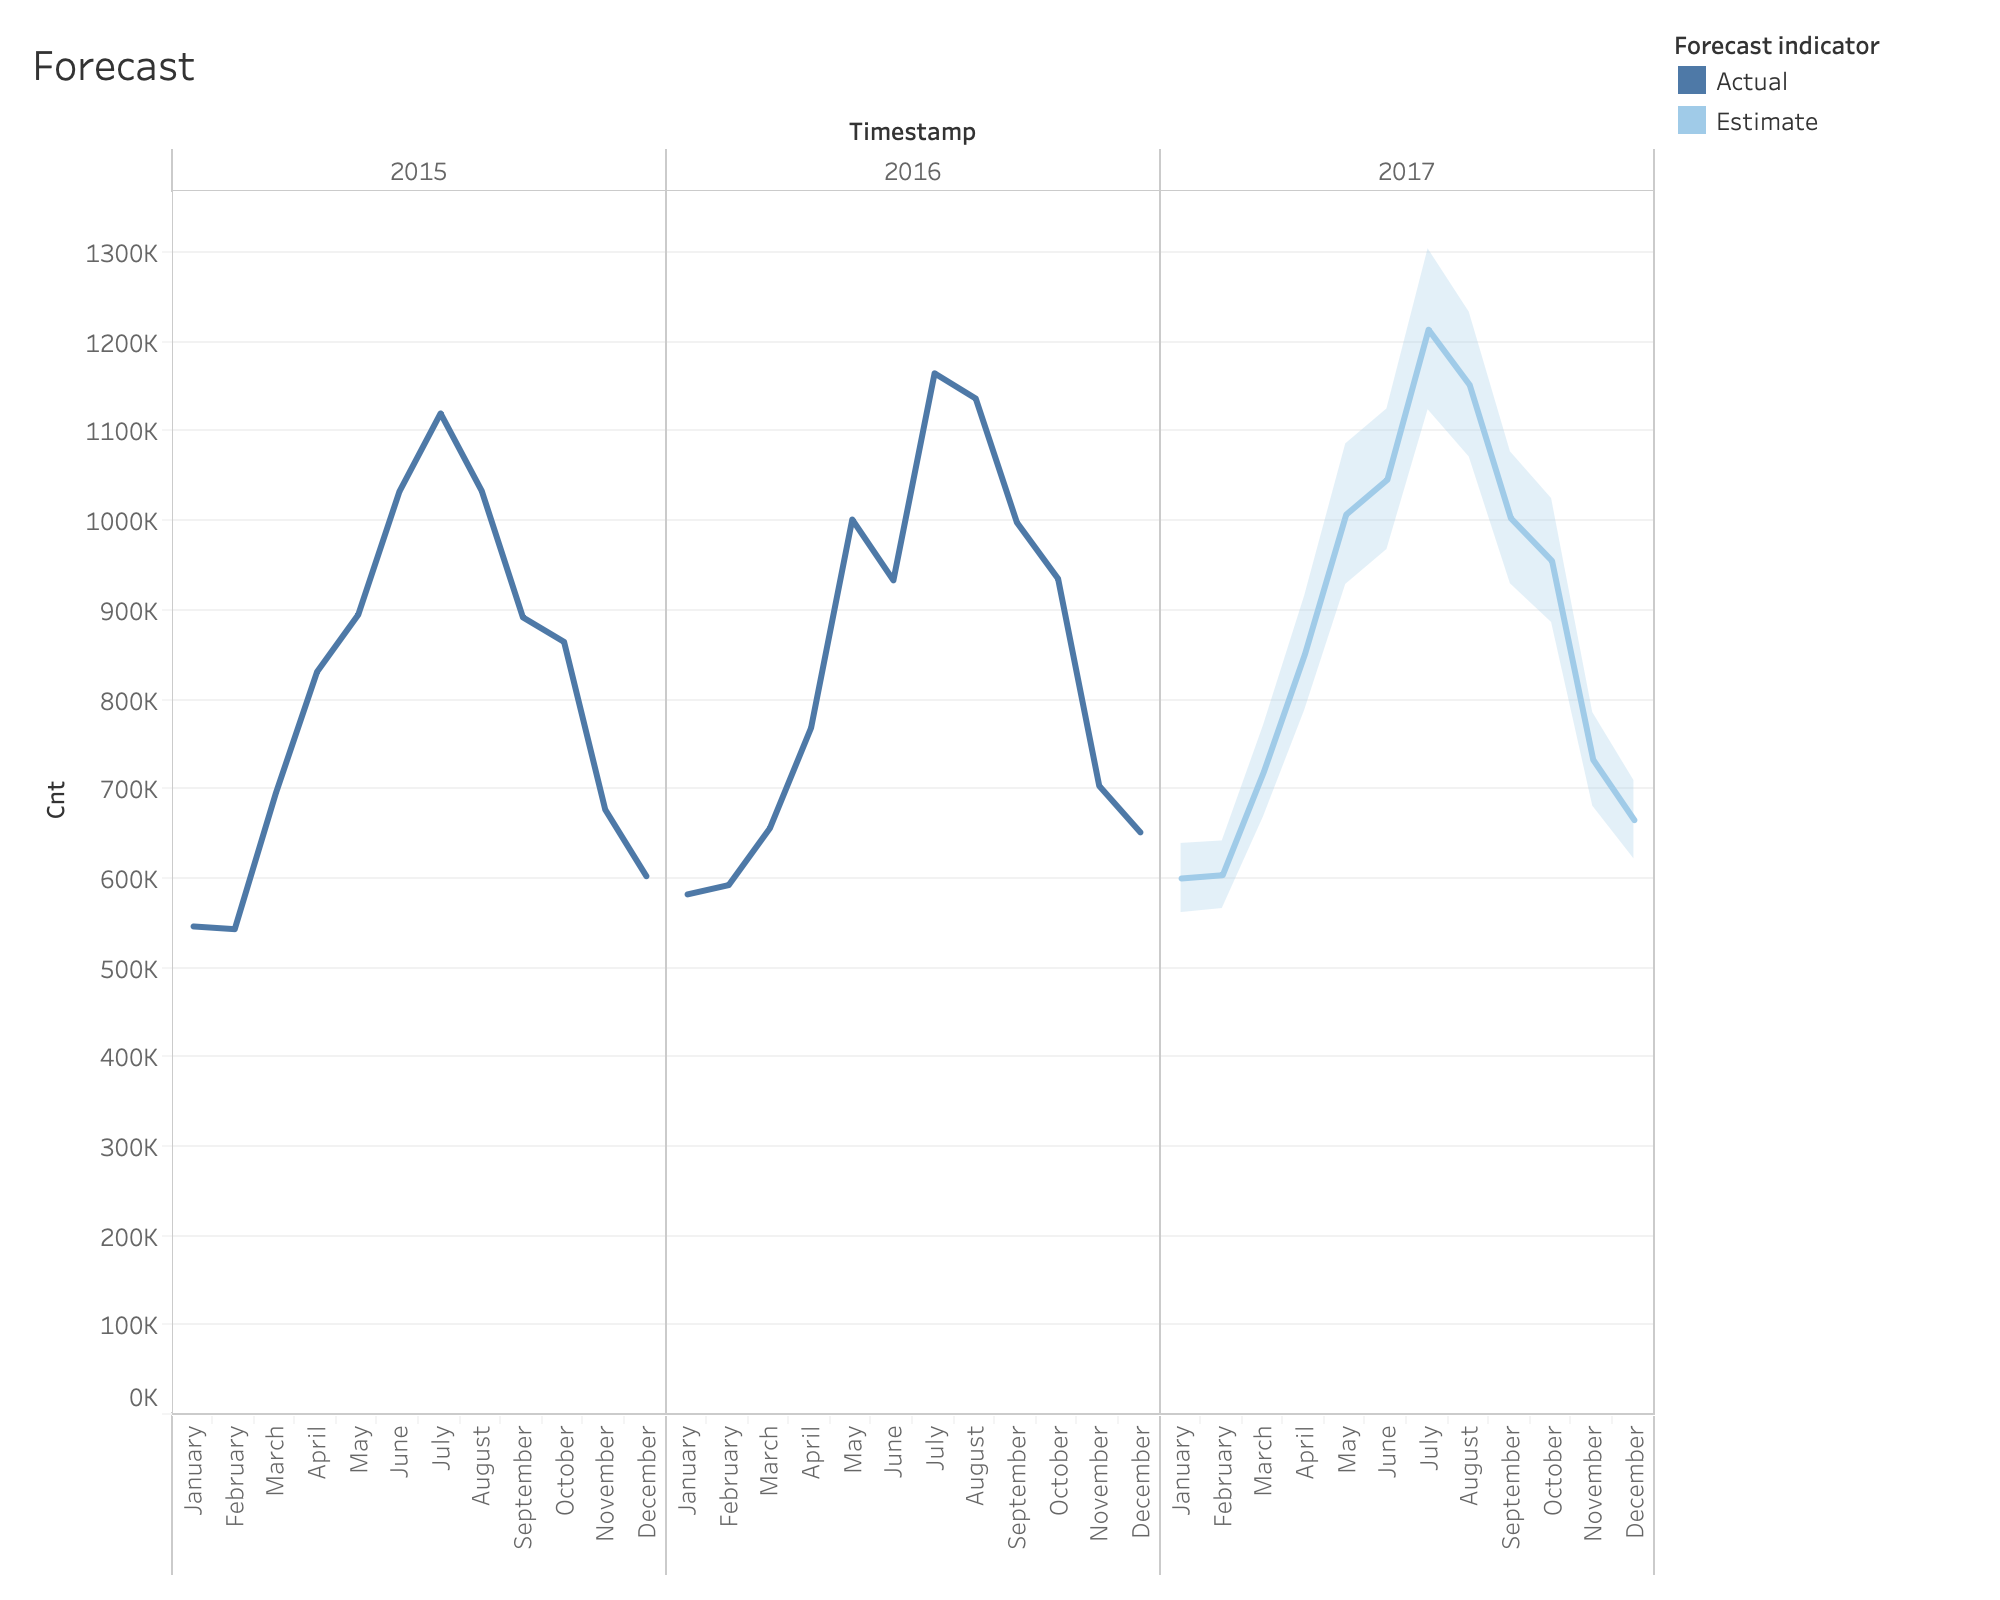 Forecast
Forecast indicator
Actual
Estimate
Timestamp
2015 2016 2017
1300K
1200K
1100K
1000K
900K
800K
700K
600K
500K
400K
300K
200K
100K
0K
Cnt
January February March April May June July August September October November December January February March April May June July August September October November December January February March April May June July August September October November December